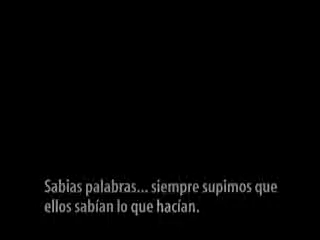 Sabias palabras... siempre supimos que
ellos sabían lo que hacían.